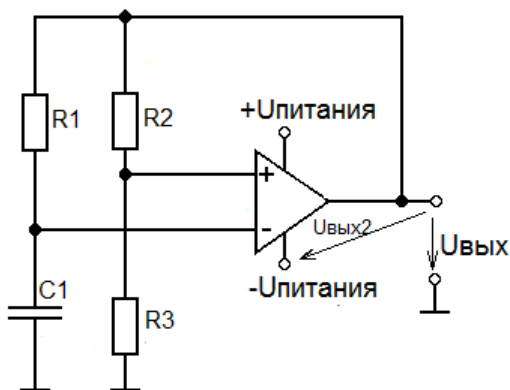 R1
R2
+Uпитания
+
-
Uвых2
Uвых
-Uпитания
C1
R3